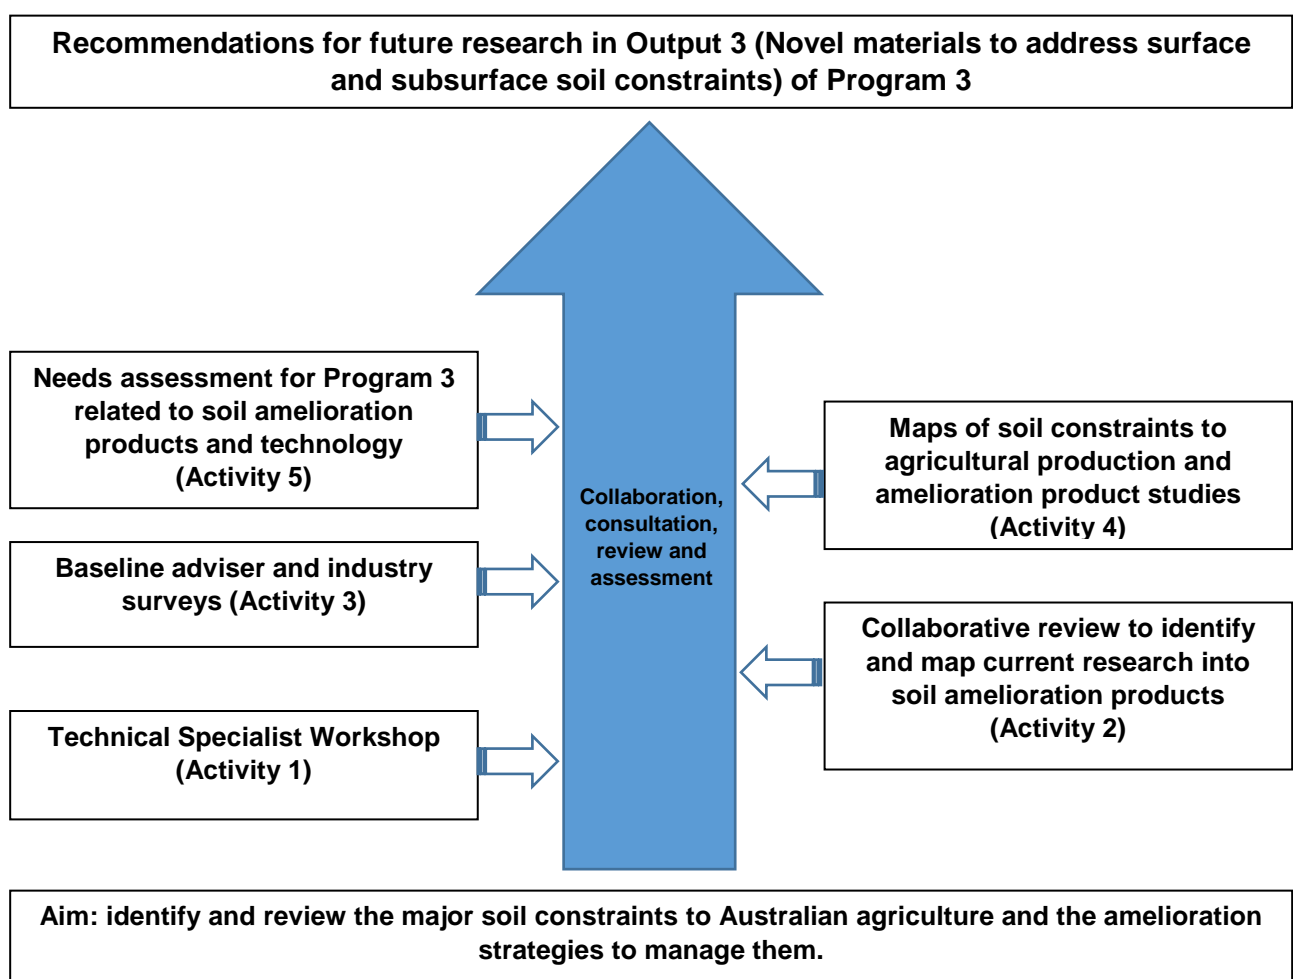 Recommendations for future research in Output 3 (Novel materials to address surface
and subsurface soil constraints) of Program 3
Needs assessment for Program 3
related to soil amelioration
products and technology
(Activity 5)
Baseline adviser and industry
surveys (Activity 3)
Technical Specialist Workshop
(Activity 1)
Collaboration,
consultation,
review and
assessment
Maps of soil constraints to
agricultural production and
amelioration product studies
(Activity 4)
Collaborative review to identify
and map current research into
soil amelioration products
(Activity 2)
Aim: identify and review the major soil constraints to Australian agriculture and the amelioration
strategies to manage them.